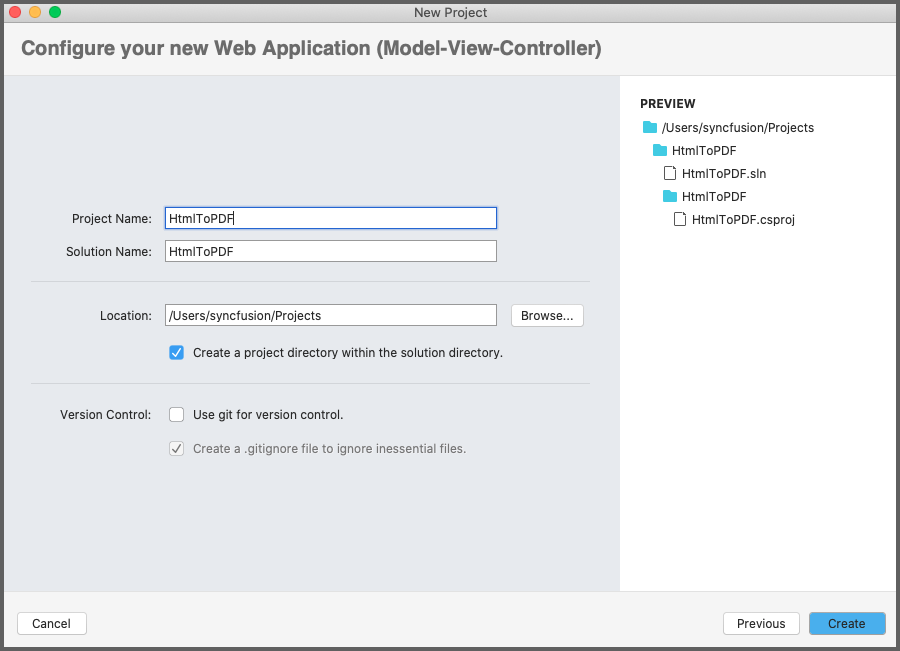 New Project
Configure your new Web Application (Model-View-Controller)
Project Name: HtmlToPDF
Solution Name: HtmlToPDF
Location: /Users/syncfusion/Projects Browse...
Create a project directory within the solution directory.
Version Control: Use git for version control.
Create a .gitignore file to ignore inessential files.
PREVIEW
/Users/syncfusion/Projects
HtmlToPDF
HtmlToPDF.sln
HtmlToPDF
HtmlToPDF.csproj
Cancel Previous Create